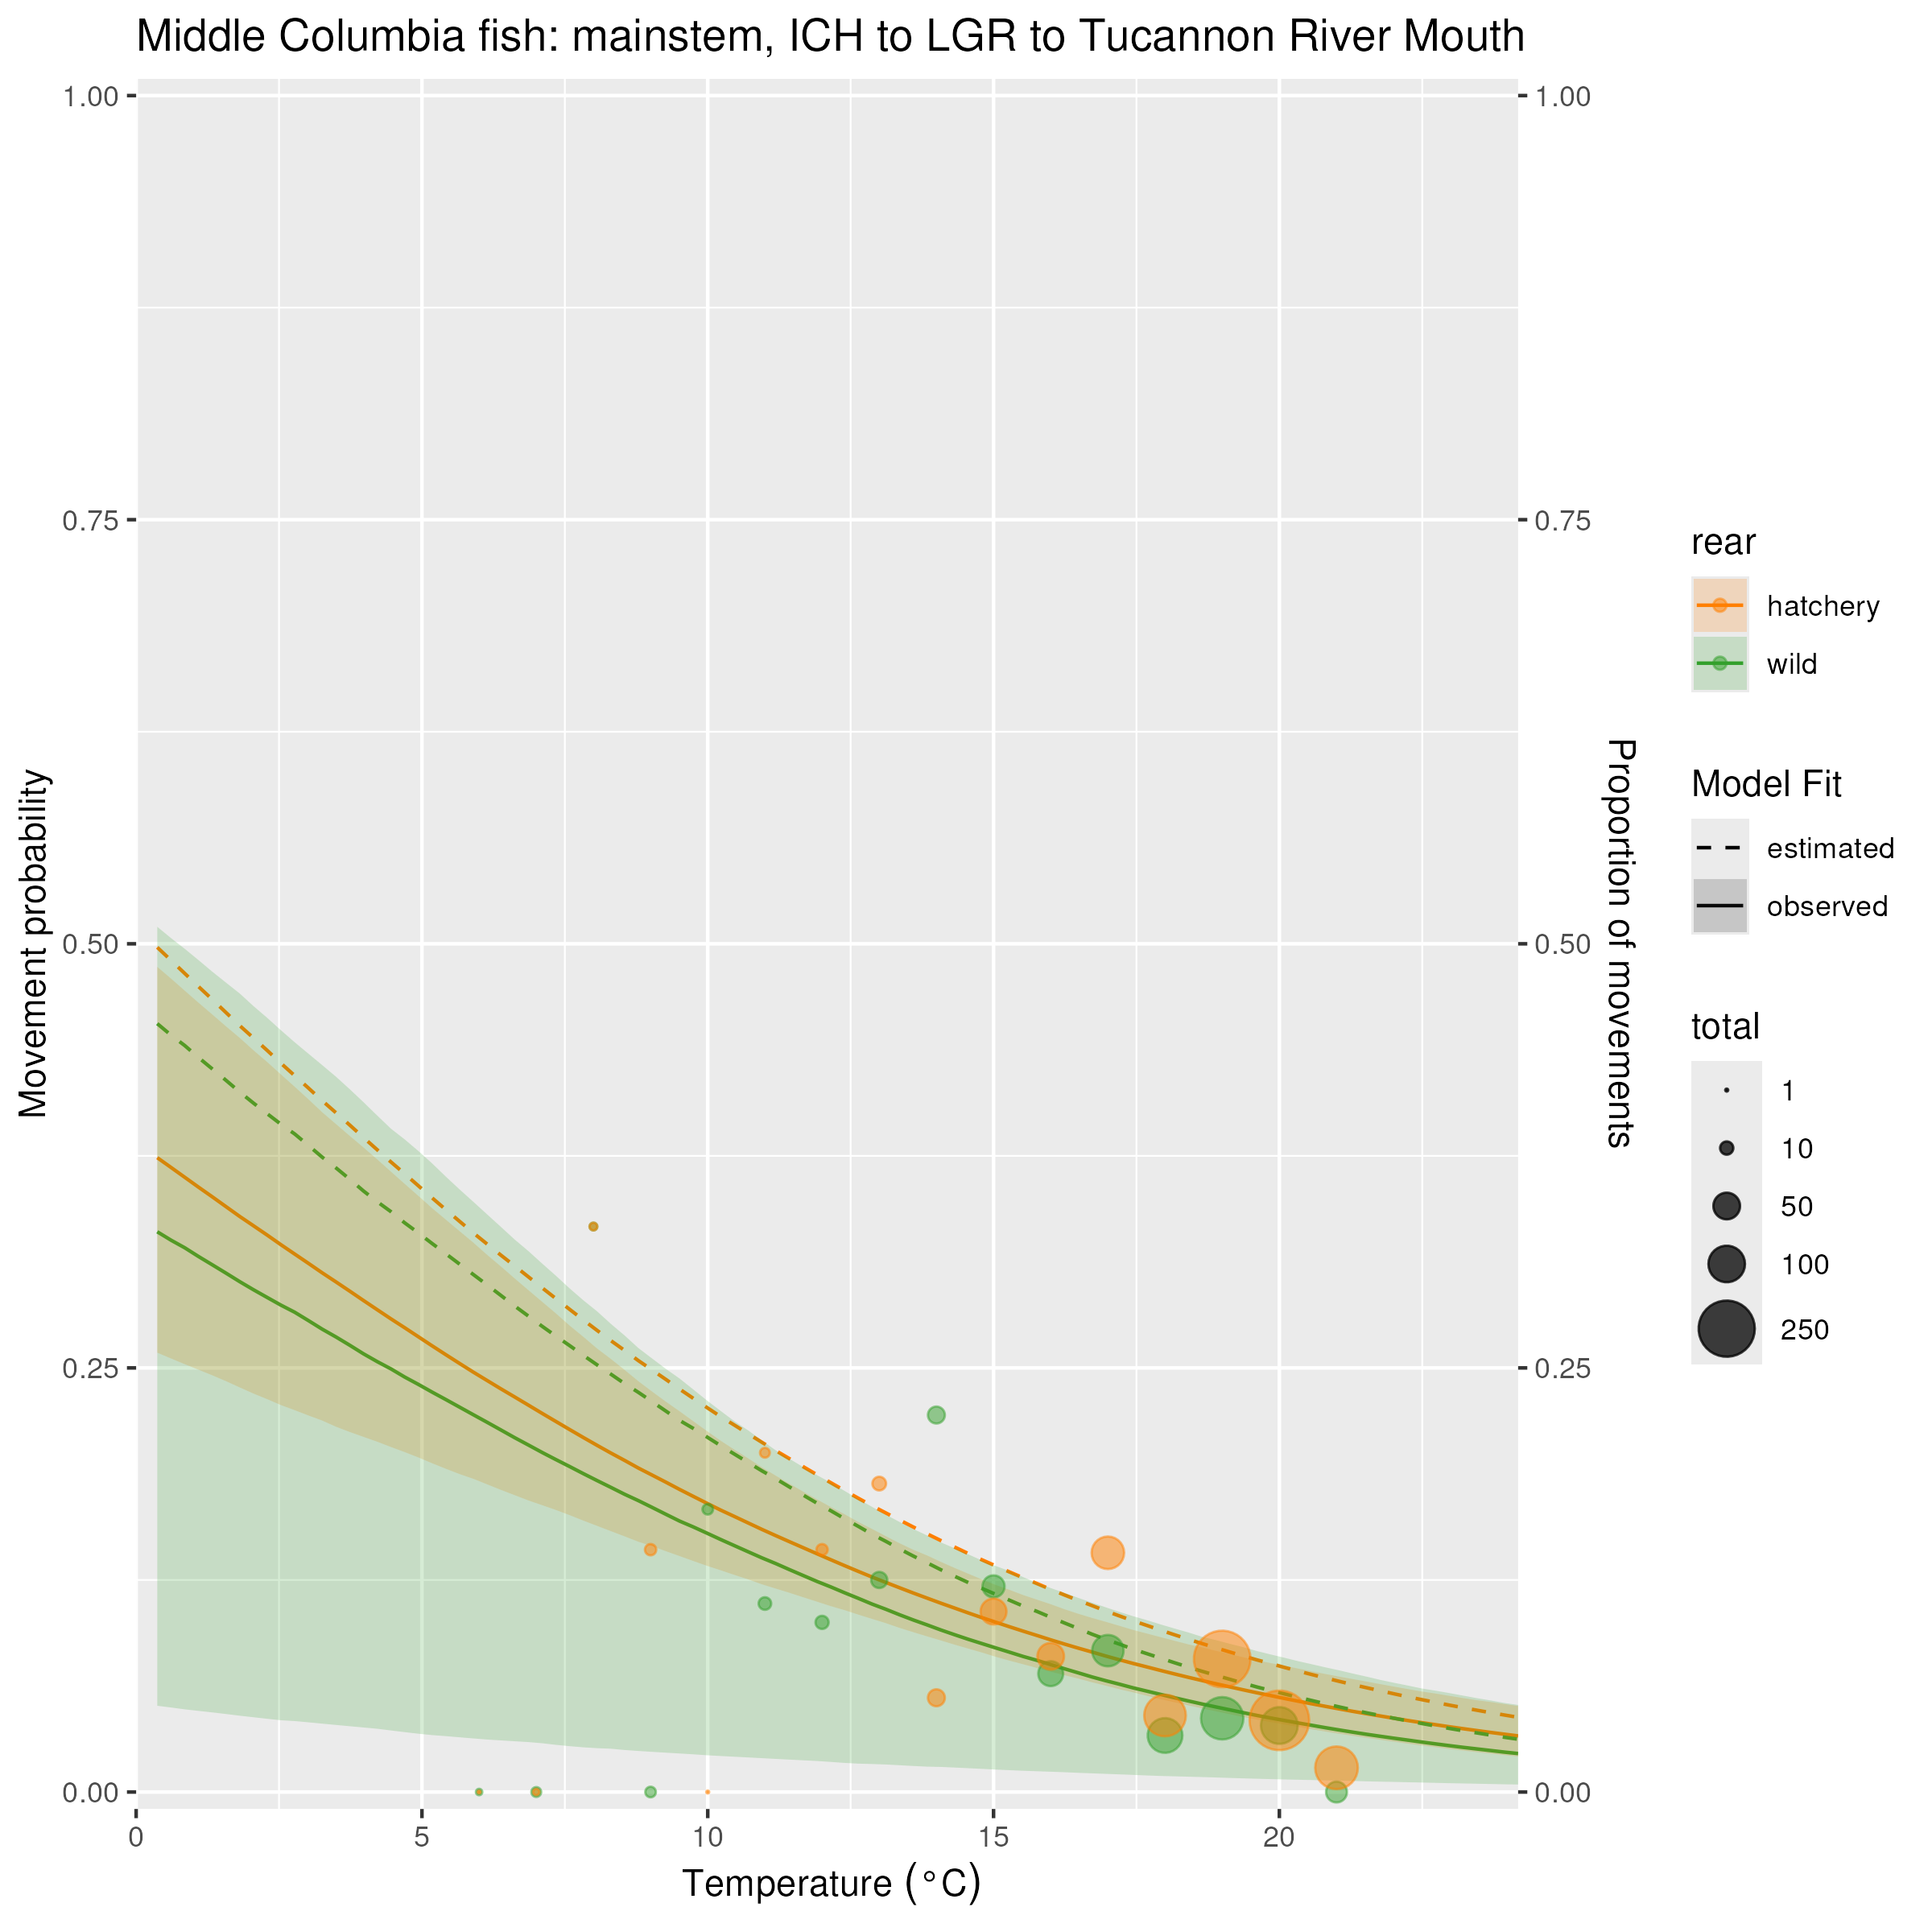 Middle Columbia fish: mainstem, ICH to LGR to Tucannon River Mouth
1.00
0.75
0.50
0.25
0.00
Movement probability
0
5
10
15
20
Temperature (°C)
1.00
0.75
0.50
0.25
0.00
Proportion of movements
rear
hatchery
wild
Model Fit
estimated
observed
total
1
10
50
100
250